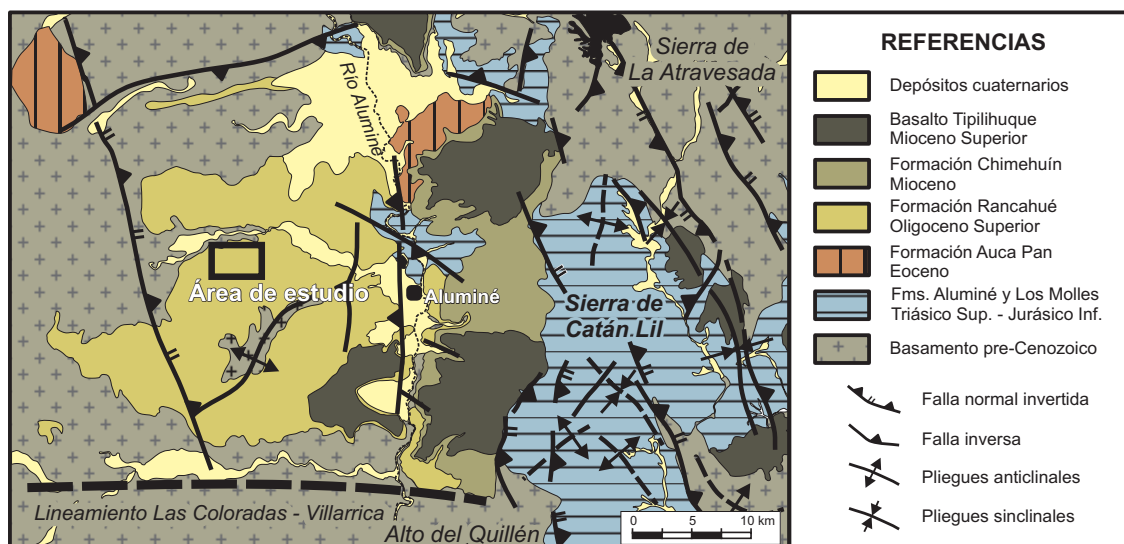 Sierra de
La Atravesada
Río Aluminé
Área de estudio
Aluminé
Sierra de
Catán Lil
Lineamiento Las Coloradas - Villarrica
Alto del Quillén
0 5 10 km
REFERENCIAS
Depósitos cuaternarios
Basalto Tipilihuque
Mioceno Superior
Formación Chimehuín
Mioceno
Formación Rancahué
Oligoceno Superior
Formación Auca Pan
Eoceno
Fms. Aluminé y Los Molles
Triásico Sup. - Jurásico Inf.
Basamento pre-Cenozoico
Falla normal invertida
Falla inversa
Pliegues anticlinales
Pliegues sinclinales